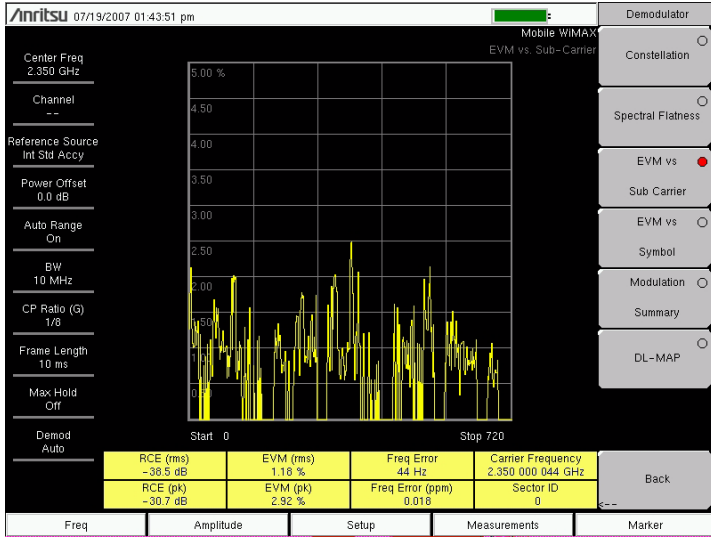 Anritsu 07/19/2007 01:43:51 pm
Mobile WiMAX
EVM vs. Sub-Carrier
Center Freq
2.350 GHz
Channel
--
Reference Source
Int Std Accy
Power Offset
0.0 dB
Auto Range
On
BW
10 MHz
CP Ratio (G)
1/8
Frame Length
10 ms
Max Hold
Off
Demod
Auto
5.00 %
4.50
4.00
3.50
3.00
2.50
2.00
Start 0
Stop 720
RCE (rms)
-38.5 dB
EVM (rms)
1.18 %
Freq Error
44 Hz
Carrier Frequency
2.350 000 044 GHz
RCE (pk)
-30.7 dB
EVM (pk)
2.92 %
Freq Error (ppm)
0.018
Sector ID
0
Demodulator
Constellation
Spectral Flatness
EVM vs
Sub Carrier
EVM vs
Symbol
Modulation
Summary
DL-MAP
Back
<--
Freq
Amplitude
Setup
Measurements
Marker